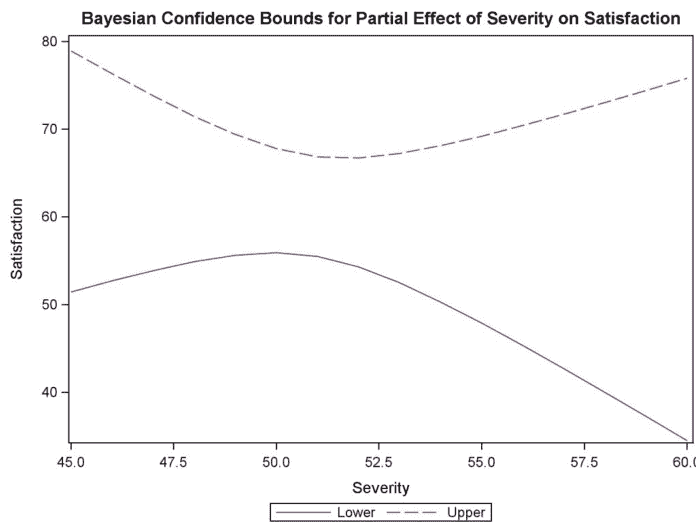 Bayesian Confidence Bounds for Partial Effect of Severity on Satisfaction
80
70
60
50
40
Satisfaction
45.0 47.5 50.0 52.5 55.0 57.5 60.0
Severity
Lower Upper